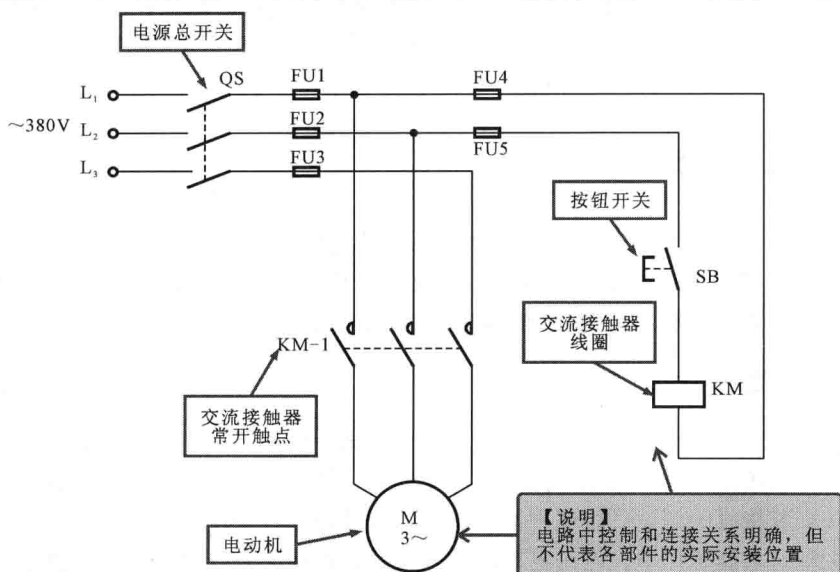 电源总开关
QS
FU1
FU4
L₁
FU2
~380V
L₂
FU5
FU3
L₃
按钮开关
SB
交流接触器
线圈
KM-1
KM
交流接触器
常开触点
M
3~
电动机
【说明】
电路中控制和连接关系明确，但
不代表各部件的实际安装位置